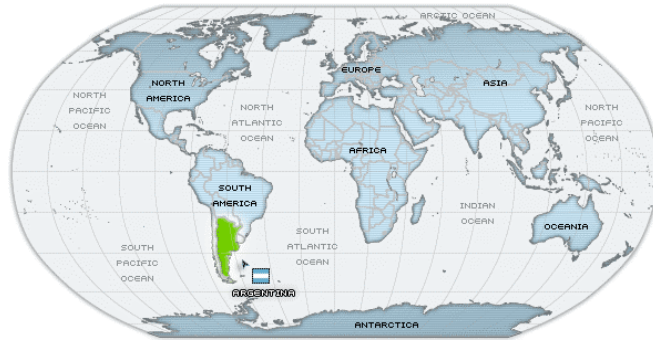 ARCTIC OCEAN
EUROPE
ASIA
NORTH
AMERICA
NORTH
PACIFIC
OCEAN
NORTH
ATLANTIC
OCEAN
NORTH
PACIFIC
OCEAN
AFRICA
SOUTH
AMERICA
INDIAN
OCEAN
OCEANIA
SOUTH
PACIFIC
OCEAN
SOUTH
ATLANTIC
OCEAN
ARGENTINA
ANTARCTICA